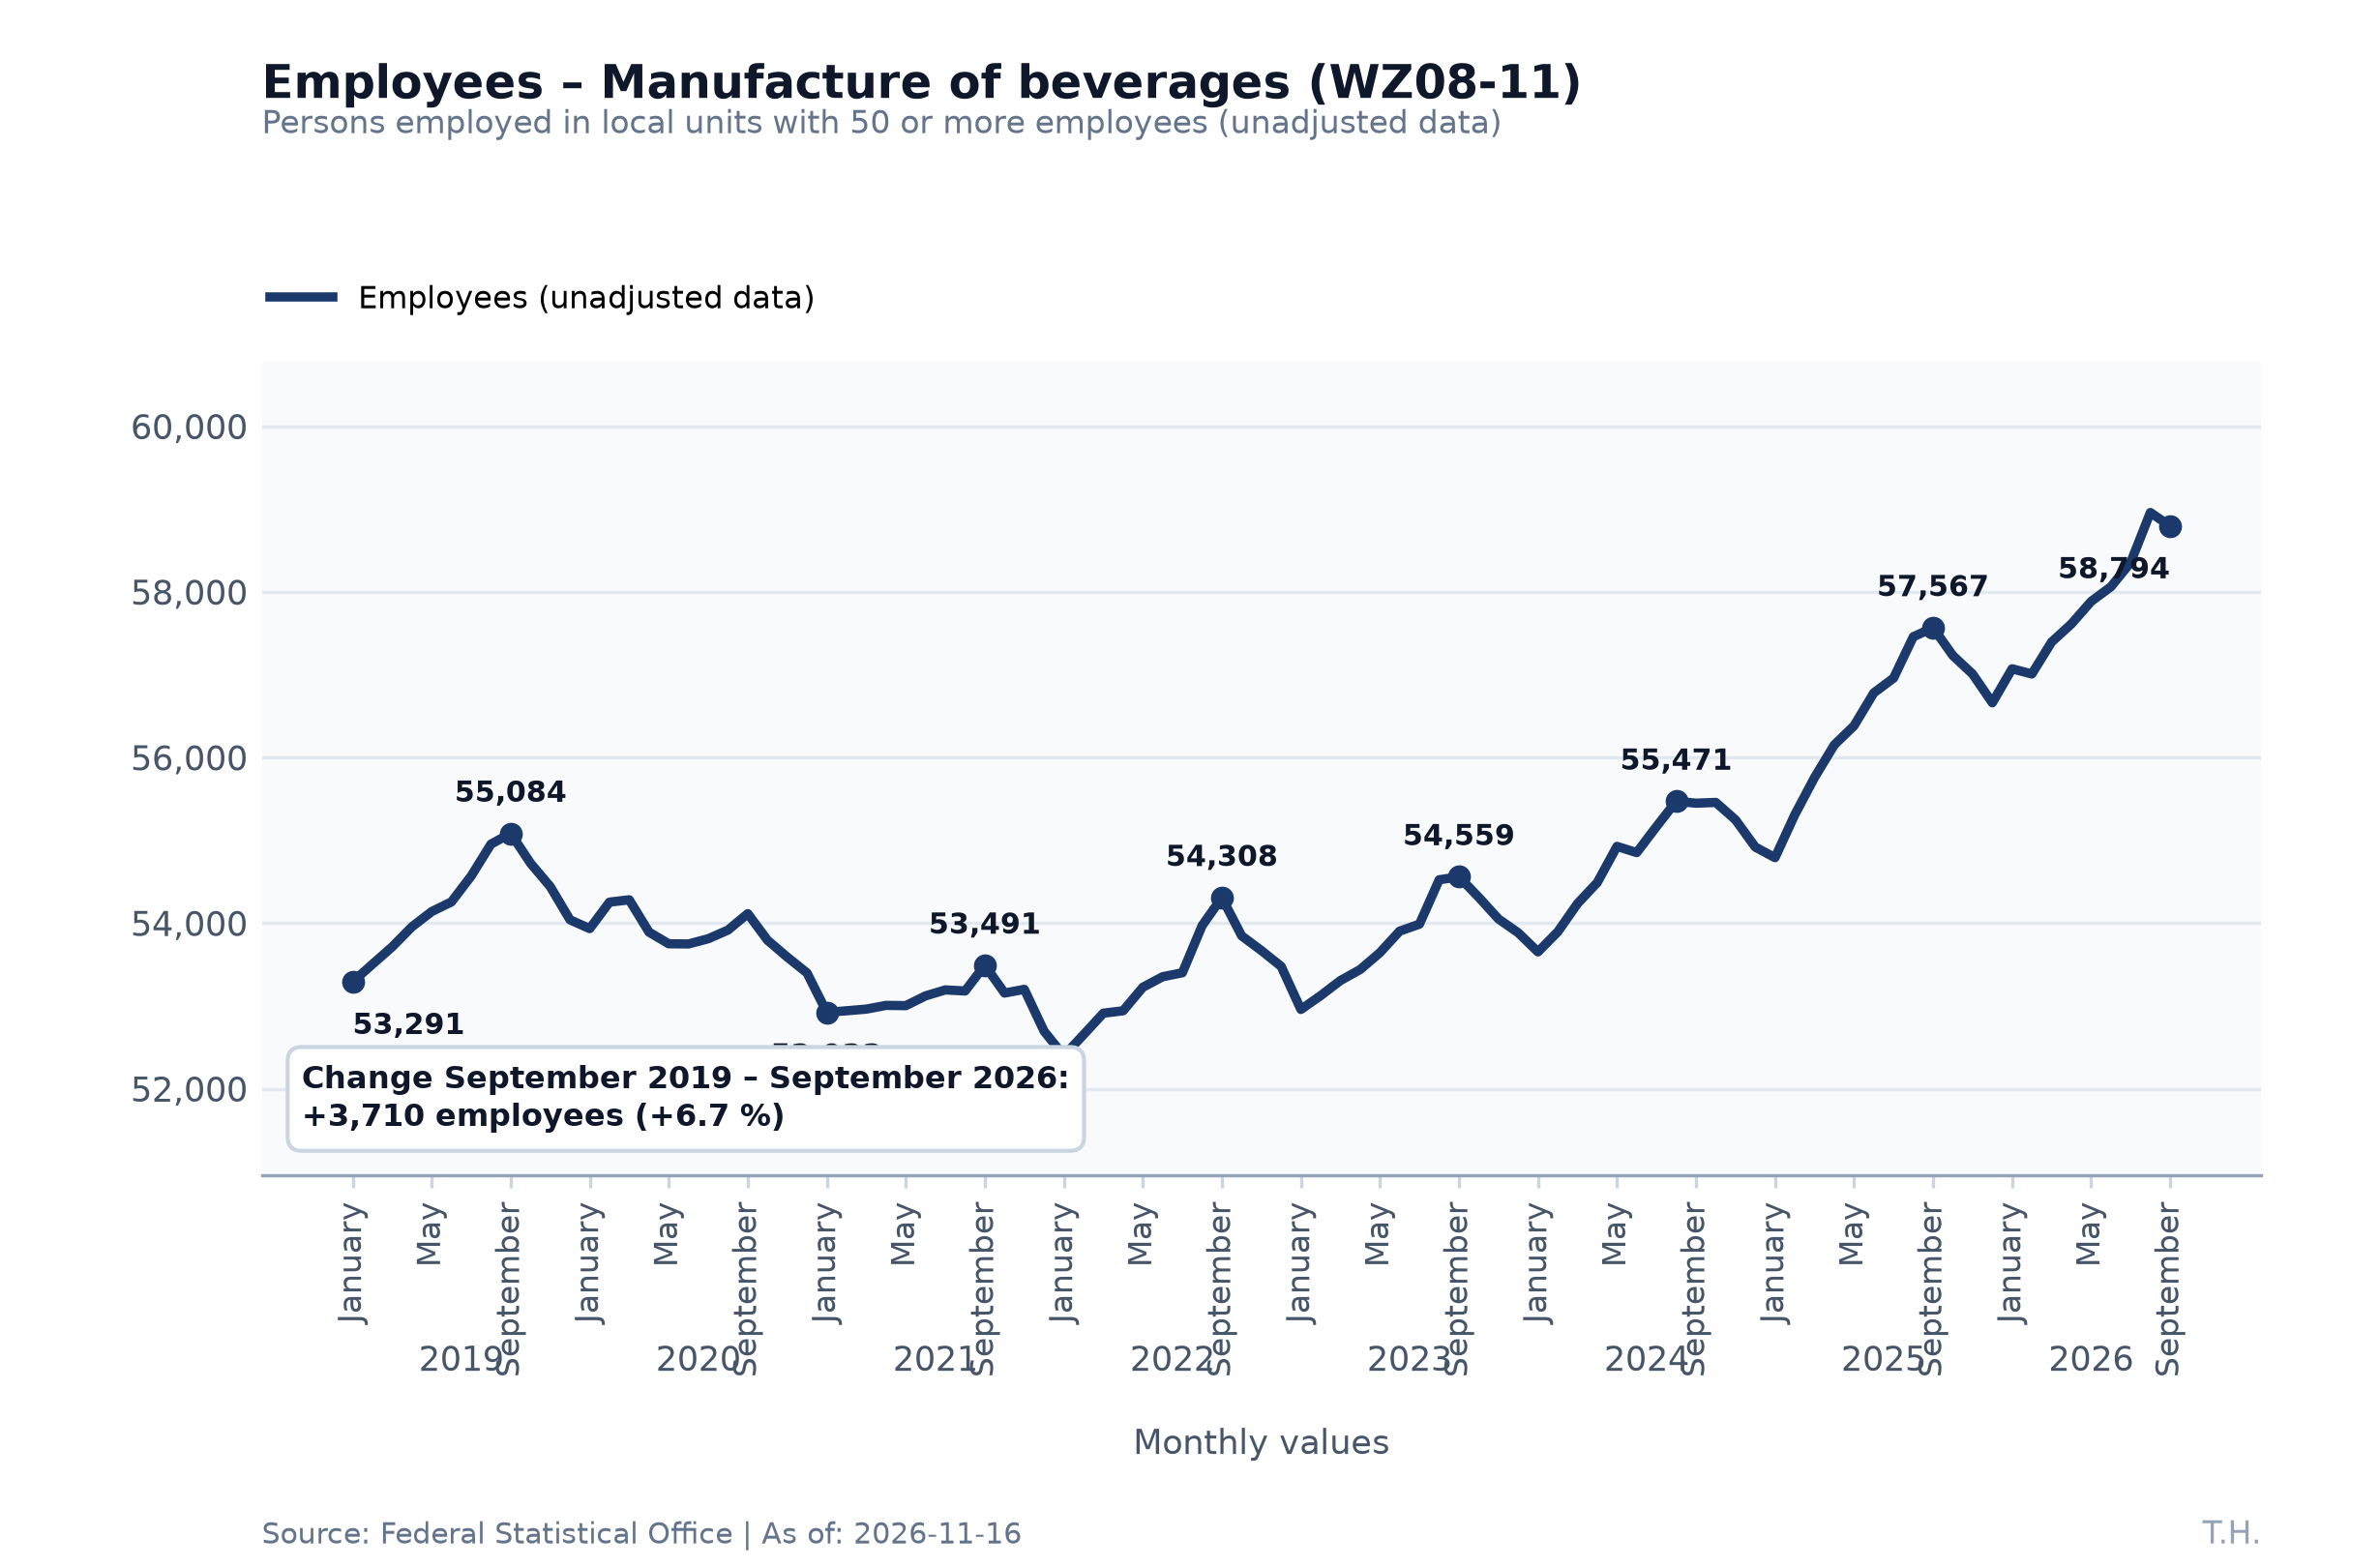 Employees – Manufacture of beverages (WZ08-11)
Persons employed in local units with 50 or more employees (unadjusted data)
Employees (unadjusted data)
60,000
58,000
56,000
54,000
52,000
53,291
55,084
53,491
54,308
54,559
55,471
57,567
58,794
Change September 2019 – September 2026:
+3,710 employees (+6.7 %)
January May September January May September January May September January May September January May September January May September January May September January May September
2019 2020 2021 2022 2023 2024 2025 2026
Monthly values
Source: Federal Statistical Office | As of: 2026-11-16
T.H.